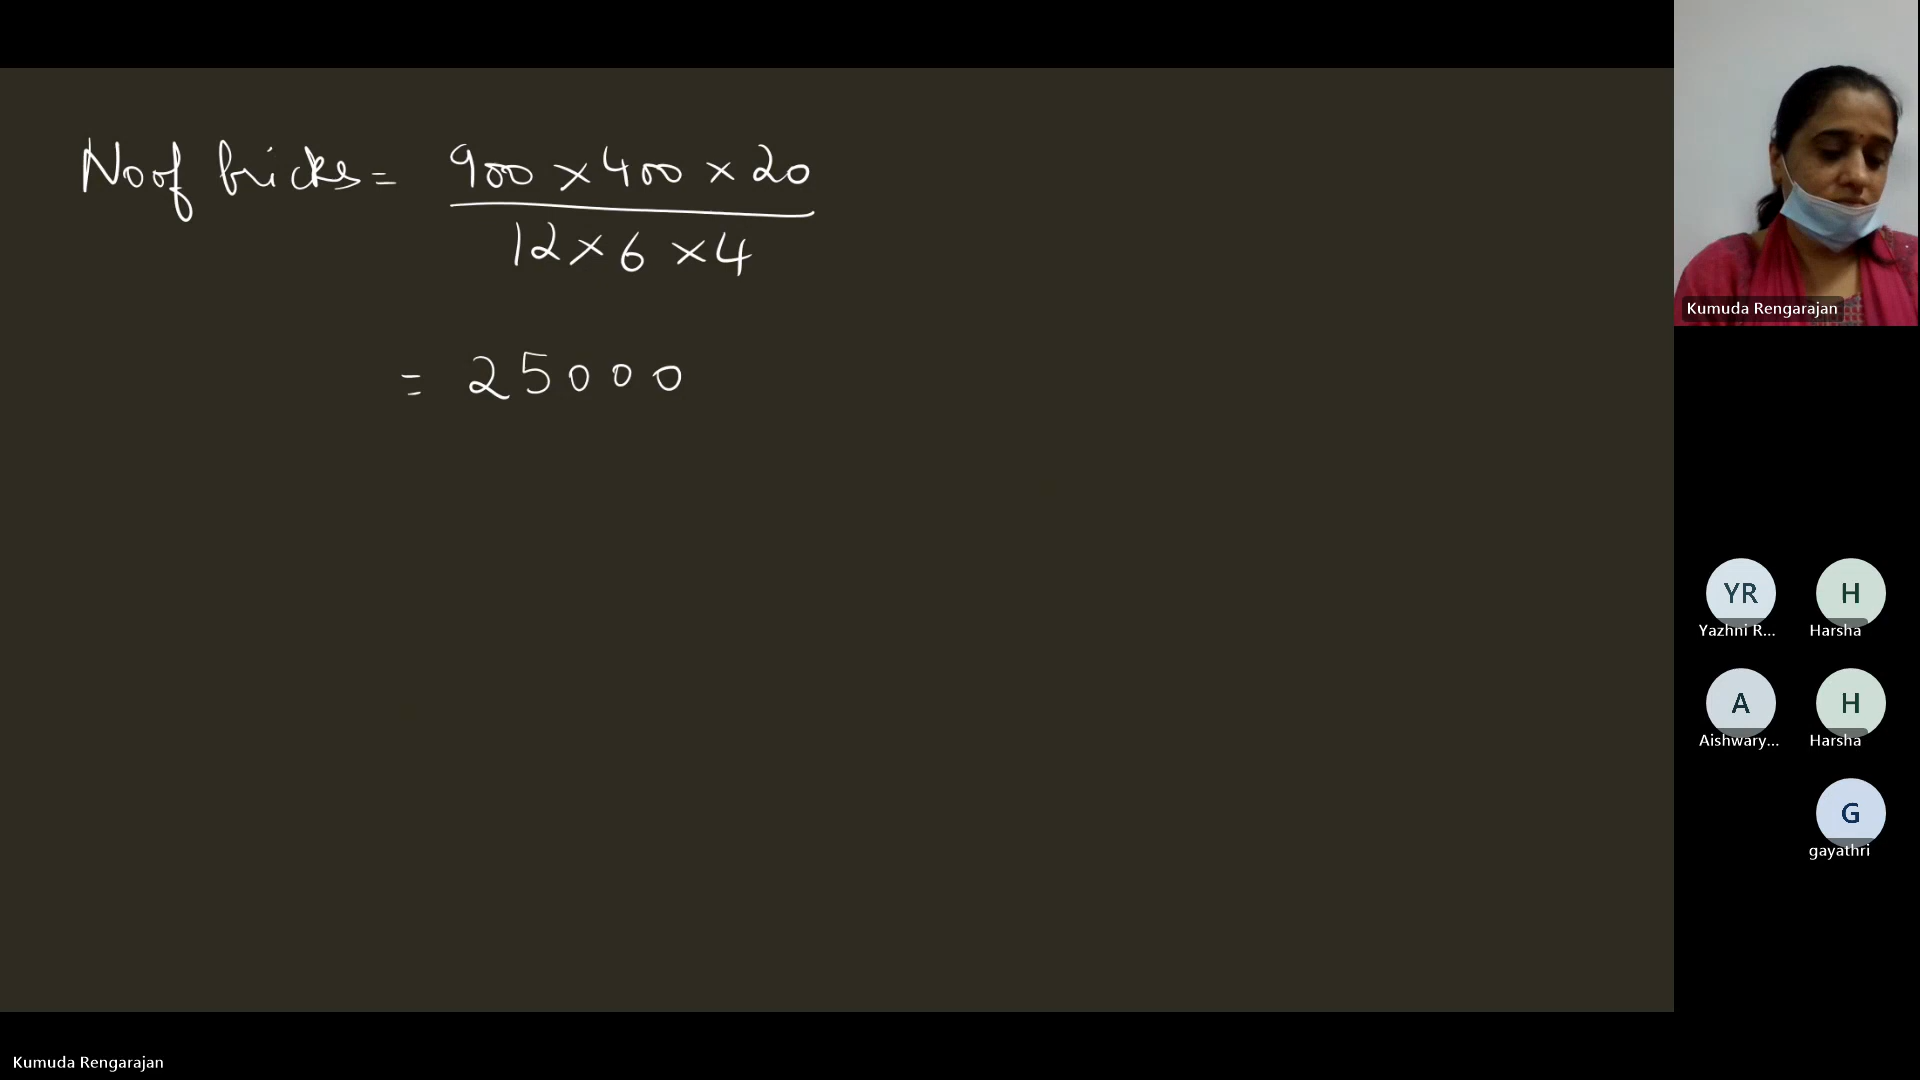 No of bricks = 900 × 400 × 20
12 × 6 × 4
= 25000
Kumuda Rengarajan
YR
H
Yazhni R...
Harsha
A
H
Aishwary...
Harsha
G
gayathri
Kumuda Rengarajan